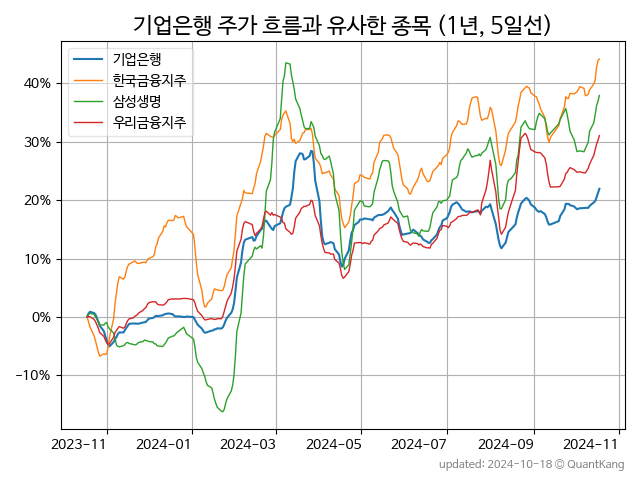 기업은행 주가 흐름과 유사한 종목 (1년, 5일선)
기업은행
한국금융지주
삼성생명
우리금융지주
40%
30%
20%
10%
0%
−10%
2023-11
2024-01
2024-03
2024-05
2024-07
2024-09
2024-11
updated: 2024-10-18 © QuantKang